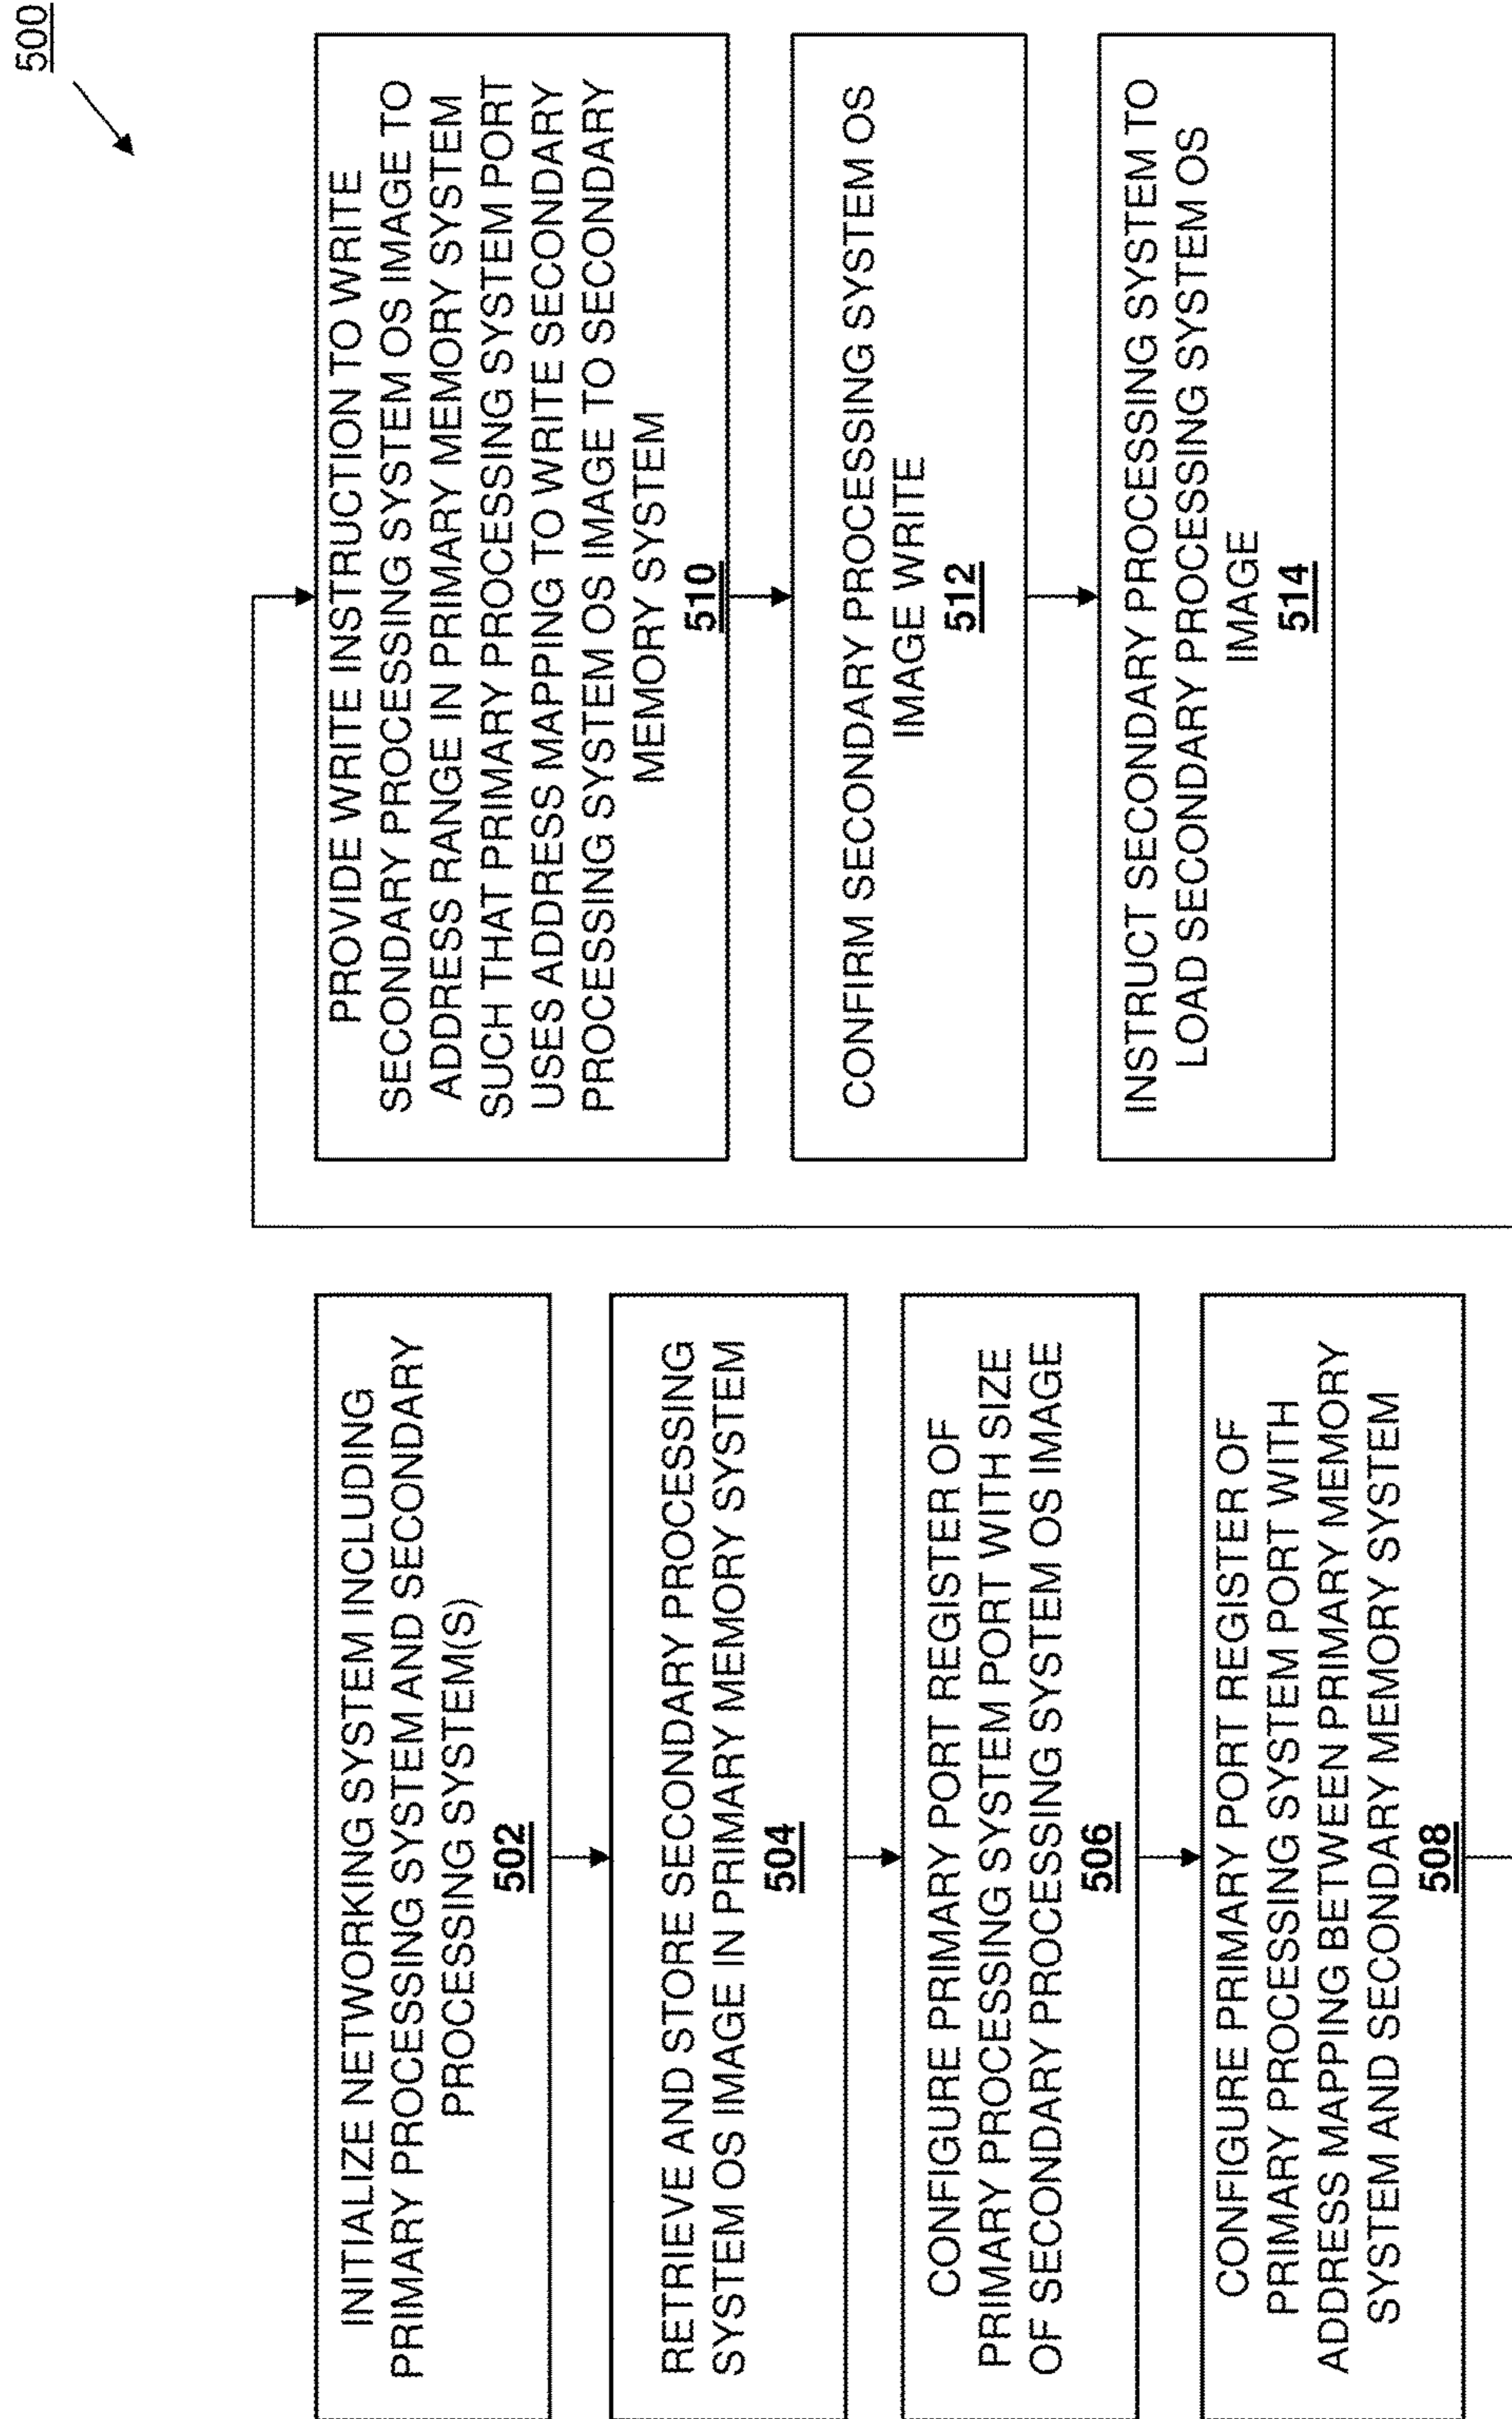 500
INITIALIZE NETWORKING SYSTEM INCLUDING
PRIMARY PROCESSING SYSTEM AND SECONDARY
PROCESSING SYSTEM(S)
502
RETRIEVE AND STORE SECONDARY PROCESSING
SYSTEM OS IMAGE IN PRIMARY MEMORY SYSTEM
504
CONFIGURE PRIMARY PORT REGISTER OF
PRIMARY PROCESSING SYSTEM PORT WITH SIZE
OF SECONDARY PROCESSING SYSTEM OS IMAGE
506
CONFIGURE PRIMARY PORT REGISTER OF
PRIMARY PROCESSING SYSTEM PORT WITH
ADDRESS MAPPING BETWEEN PRIMARY MEMORY
SYSTEM AND SECONDARY MEMORY SYSTEM
508
PROVIDE WRITE INSTRUCTION TO WRITE
SECONDARY PROCESSING SYSTEM OS IMAGE TO
ADDRESS RANGE IN PRIMARY MEMORY SYSTEM
SUCH THAT PRIMARY PROCESSING SYSTEM PORT
USES ADDRESS MAPPING TO WRITE SECONDARY
PROCESSING SYSTEM OS IMAGE TO SECONDARY
MEMORY SYSTEM
510
CONFIRM SECONDARY PROCESSING SYSTEM OS
IMAGE WRITE
512
INSTRUCT SECONDARY PROCESSING SYSTEM TO
LOAD SECONDARY PROCESSING SYSTEM OS
IMAGE
514